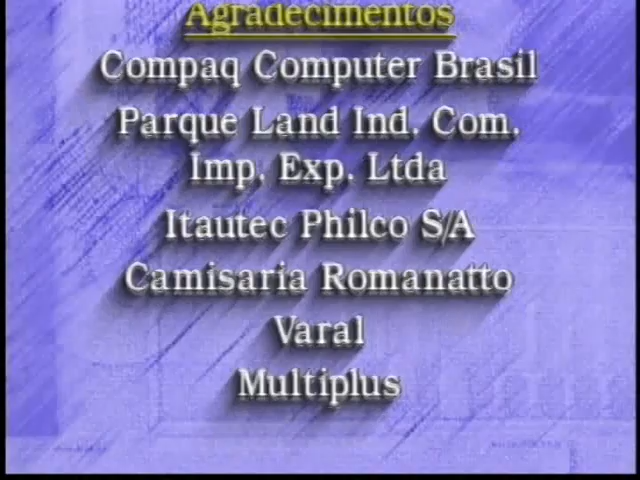 Agradecimentos
Compaq Computer Brasil
Parque Land Ind. Com.
Imp. Exp. Ltda
Itautec Philco S/A
Camisaria Romanatto
Varal
Multiplus